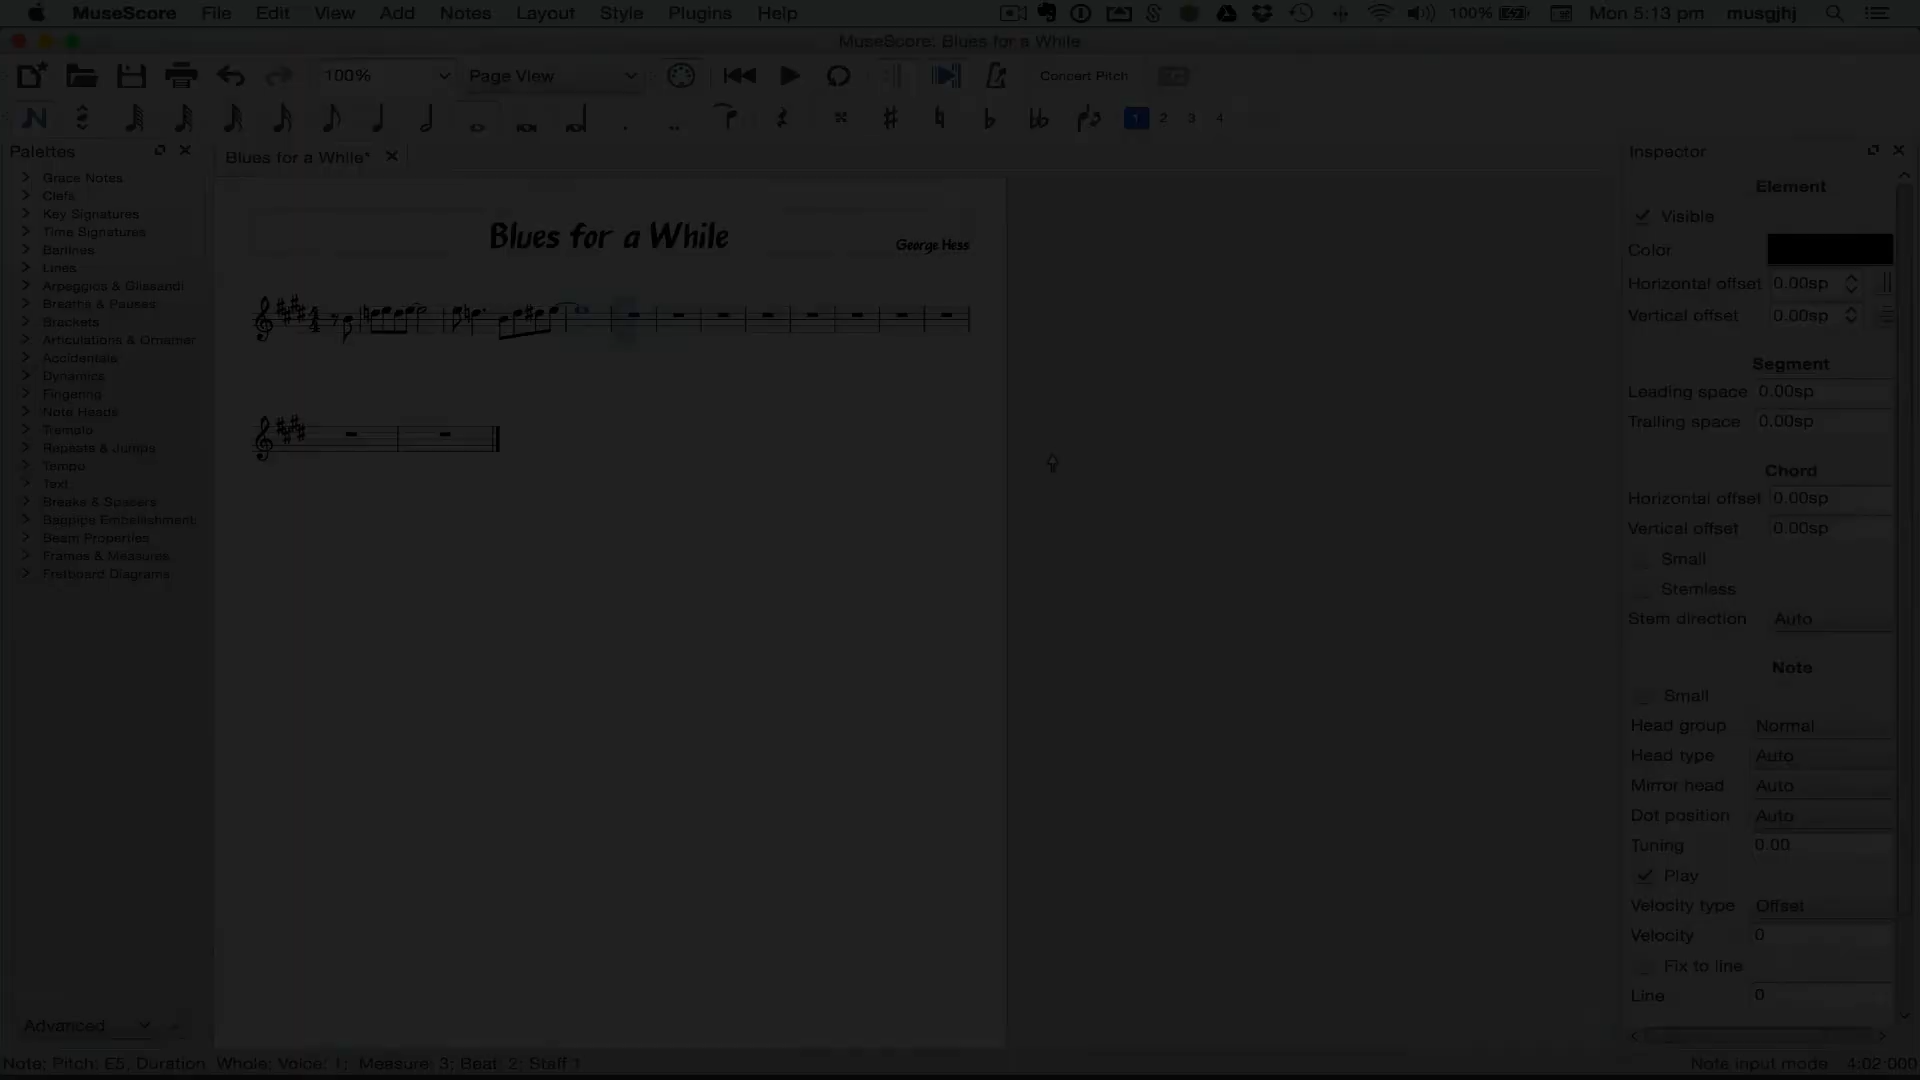 MuseScore File Edit View Add Notes Layout Style Plugins Help 100% Mon 5:13 pm musgjhj
MuseScore: Blues for a While
100% Page View Concert Pitch
1 2 3 4
Palettes
Blues for a While*
Inspector
Grace Notes
Clefs
Key Signatures
Time Signatures
Barlines
Lines
Arpeggios & Glissandi
Breaths & Pauses
Brackets
Articulations & Ornamen
Accidentals
Dynamics
Fingering
Note Heads
Tremolo
Repeats & Jumps
Tempo
Text
Breaks & Spacers
Bagpipe Embellishment
Beam Properties
Frames & Measures
Fretboard Diagrams
Advanced
Blues for a While
George Hess
Element
Visible
Color
Horizontal offset 0.00sp
Vertical offset 0.00sp
Segment
Leading space 0.00sp
Trailing space 0.00sp
Chord
Horizontal offset 0.00sp
Vertical offset 0.00sp
Small
Stemless
Stem direction Auto
Note
Small
Head group Normal
Head type Auto
Mirror head Auto
Dot position Auto
Tuning 0.00
Play
Velocity type Offset
Velocity 0
Fix to line
Line 0
Note; Pitch: E5, Duration Whole: Voice: 1; Measure: 3; Beat: 2; Staff 1
Note input mode 4:02:000